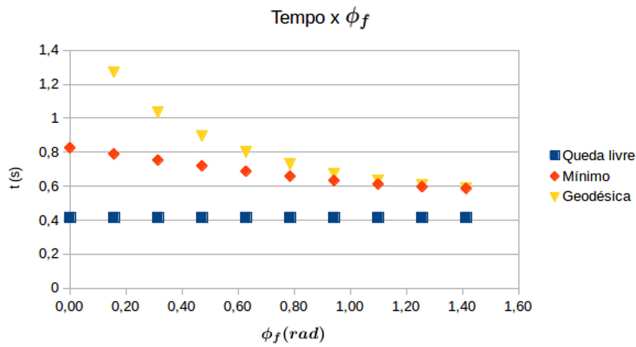 Tempo x ϕ_f
1,4
1,2
1
0,8
0,6
0,4
0,2
0
t (s)
0,00 0,20 0,40 0,60 0,80 1,00 1,20 1,40 1,60
ϕ_f(rad)
Queda livre
Mínimo
Geodésica